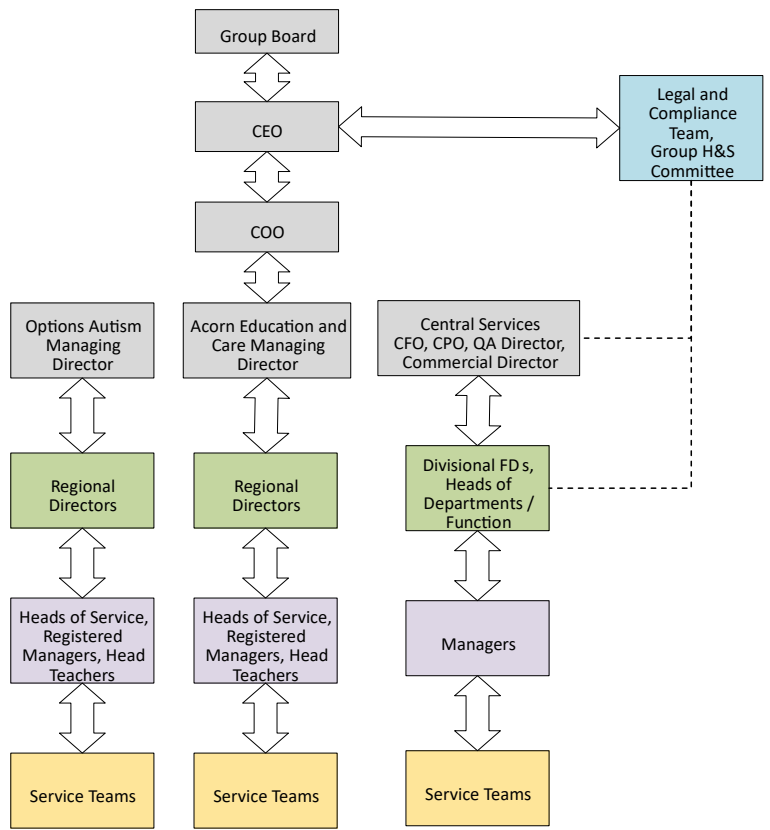 Group Board
CEO
Legal and
Compliance
Team,
Group H&S
Committee
COO
Options Autism
Managing
Director
Acorn Education and
Care Managing
Director
Central Services
CFO, CPO, QA Director,
Commercial Director
Regional
Directors
Regional
Directors
Divisional FDs,
Heads of
Departments /
Function
Heads of Service,
Registered
Managers, Head
Teachers
Heads of Service,
Registered
Managers, Head
Teachers
Managers
Service Teams
Service Teams
Service Teams